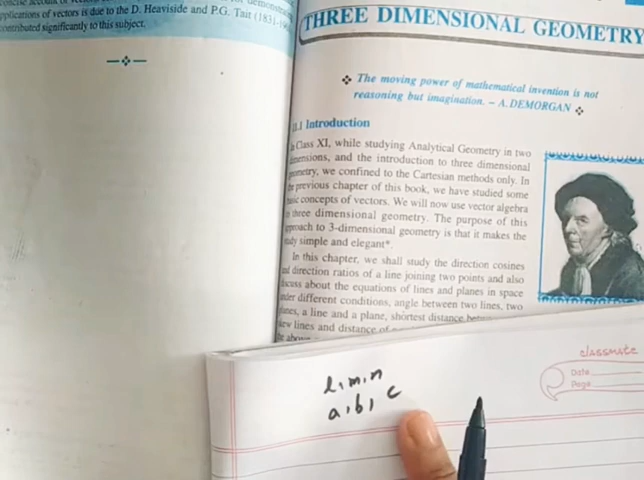 applications of vectors is due to the D. Heaviside and P.G. Tait (1831-
contributed significantly to this subject.
THREE DIMENSIONAL GEOMETRY
❖ The moving power of mathematical invention is not
reasoning but imagination. – A. DEMORGAN ❖
11.1 Introduction
Class XI, while studying Analytical Geometry in two
dimensions, and the introduction to three dimensional
geometry, we confined to the Cartesian methods only. In
the previous chapter of this book, we have studied some
basic concepts of vectors. We will now use vector algebra
three dimensional geometry. The purpose of this
approach to 3-dimensional geometry is that it makes the
study simple and elegant*.
In this chapter, we shall study the direction cosines
and direction ratios of a line joining two points and also
discuss about the equations of lines and planes in space
under different conditions, angle between two lines, two
planes, a line and a plane, shortest distance
skew lines and distance of
classmate
Date
Page
l, m, n
a, b, c